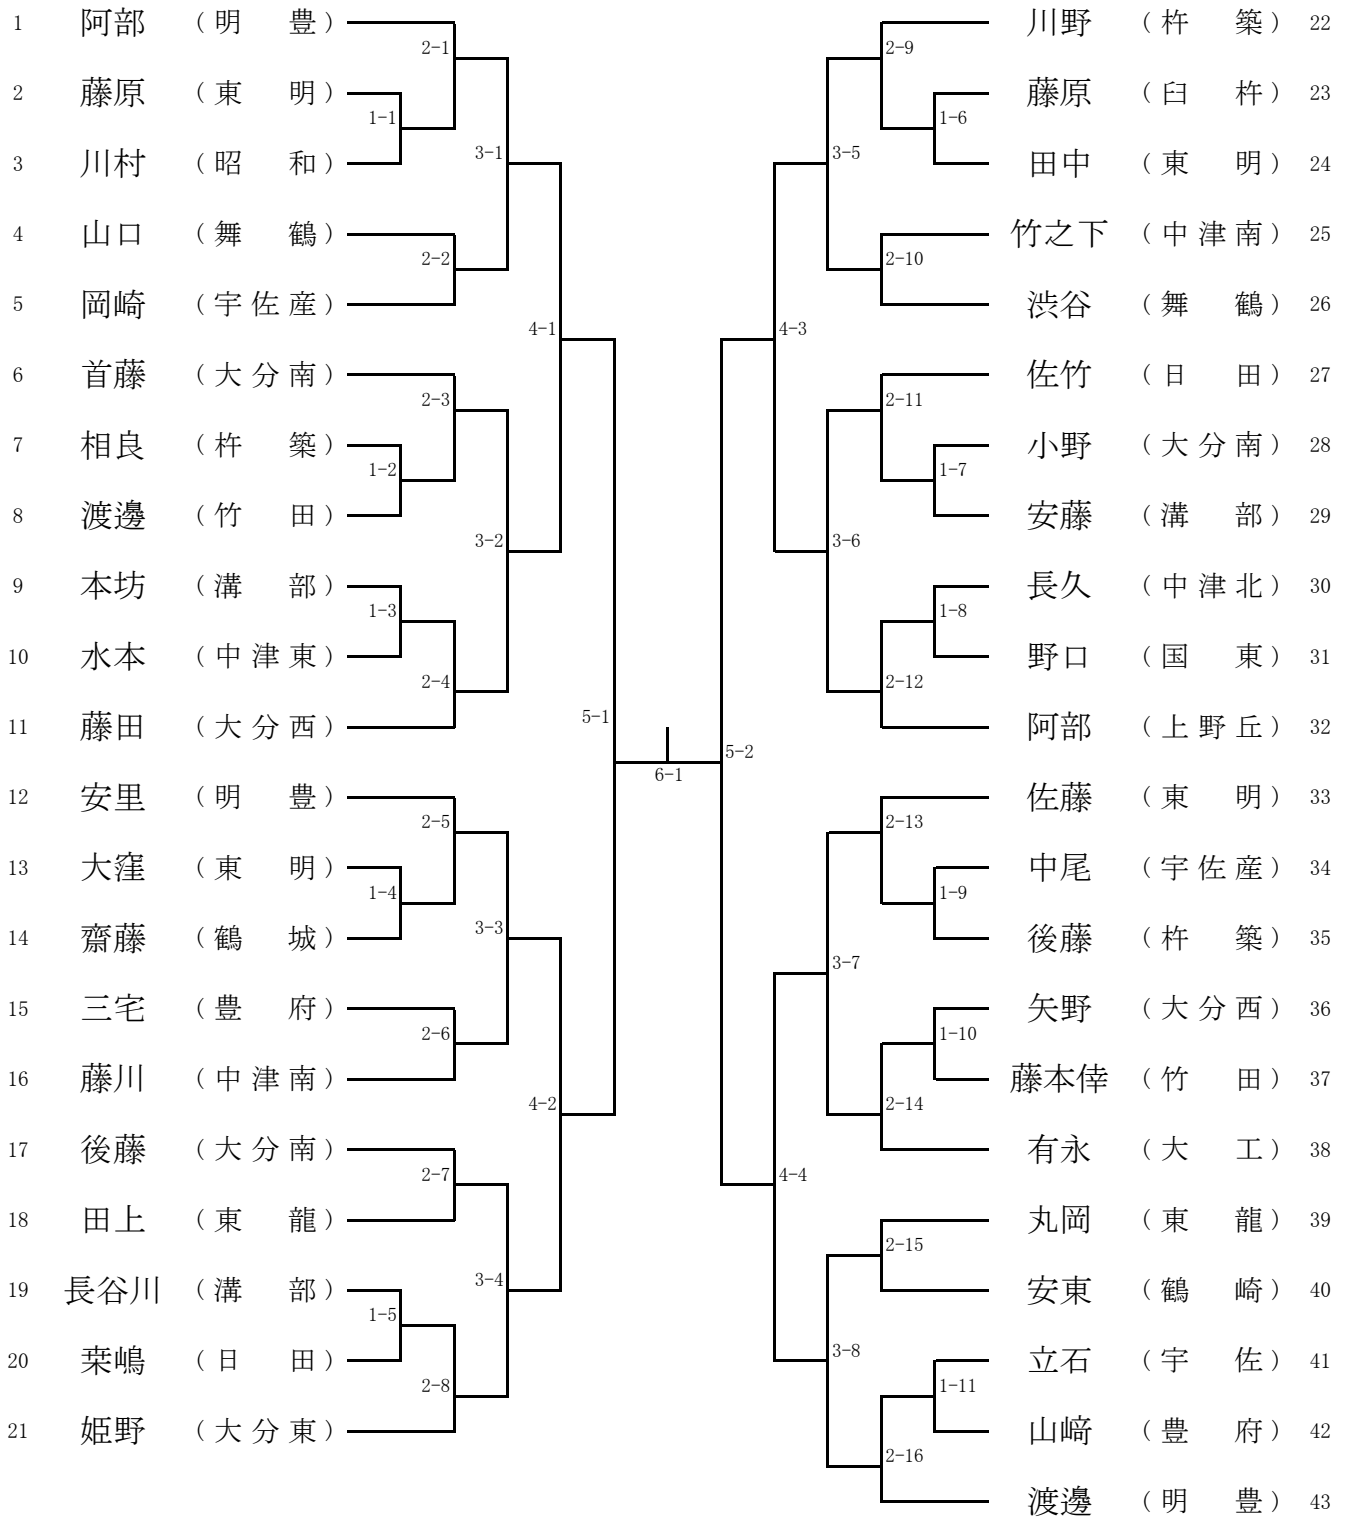 1 阿部 （明 豊） 川野 （杵 築） 22
2-1 2-9
2 藤原 （東 明） 藤原 （臼 杵） 23
1-1 1-6
3 川村 （昭 和） 3-1 3-5 田中 （東 明） 24
4 山口 （舞 鶴） 竹之下 （中津南） 25
2-2 2-10
5 岡崎 （宇佐産） 渋谷 （舞 鶴） 26
4-1 4-3
6 首藤 （大分南） 佐竹 （日 田） 27
2-3 2-11
7 相良 （杵 築） 小野 （大分南） 28
1-2 1-7
8 渡邊 （竹 田） 安藤 （溝 部） 29
3-2 3-6
9 本坊 （溝 部） 長久 （中津北） 30
1-3 1-8
10 水本 （中津東） 野口 （国 東） 31
2-4 2-12
11 藤田 （大分西） 5-1 阿部 （上野丘） 32
5-2
6-1
12 安里 （明 豊） 佐藤 （東 明） 33
2-5 2-13
13 大窪 （東 明） 中尾 （宇佐産） 34
1-4 1-9
14 齋藤 （鶴 城） 3-3 後藤 （杵 築） 35
3-7
15 三宅 （豊 府） 矢野 （大分西） 36
2-6 1-10
16 藤川 （中津南） 藤本倖 （竹 田） 37
4-2 2-14
17 後藤 （大分南） 有永 （大 工） 38
2-7 4-4
18 田上 （東 龍） 丸岡 （東 龍） 39
2-15
19 長谷川 （溝 部） 3-4 安東 （鶴 崎） 40
1-5 3-8
20 桒嶋 （日 田） 立石 （宇 佐） 41
2-8 1-11
21 姫野 （大分東） 山﨑 （豊 府） 42
2-16
渡邊 （明 豊） 43